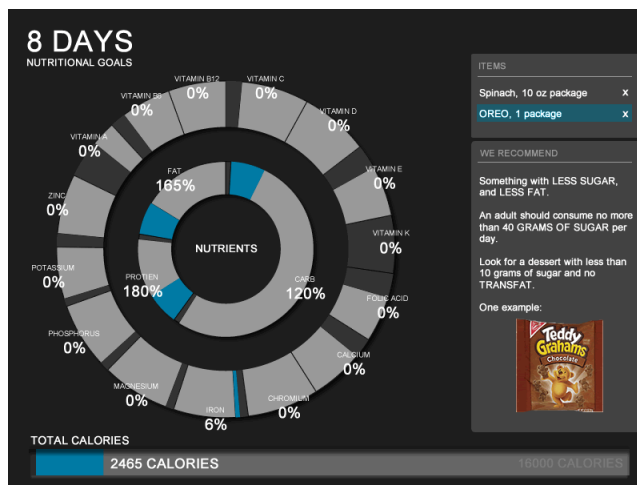 8 DAYS
NUTRITIONAL GOALS
VITAMIN B12
0%
VITAMIN C
0%
VITAMIN B6
0%
VITAMIN D
0%
VITAMIN A
0%
VITAMIN E
0%
FAT
165%
ZINC
0%
VITAMIN K
0%
NUTRIENTS
POTASSIUM
0%
PROTIEN
180%
CARB
120%
FOLIC ACID
0%
PHOSPHORUS
0%
CALCIUM
0%
MAGNESIUM
0%
IRON
6%
CHROMIUM
0%
TOTAL CALORIES
2465 CALORIES
16000 CALORIES
ITEMS
Spinach, 10 oz package x
OREO, 1 package x
WE RECOMMEND
Something with LESS SUGAR,
and LESS FAT.
An adult should consume no more
than 40 GRAMS OF SUGAR per
day.
Look for a dessert with less than
10 grams of sugar and no
TRANSFAT.
One example:
Teddy
Grahams
Chocolate